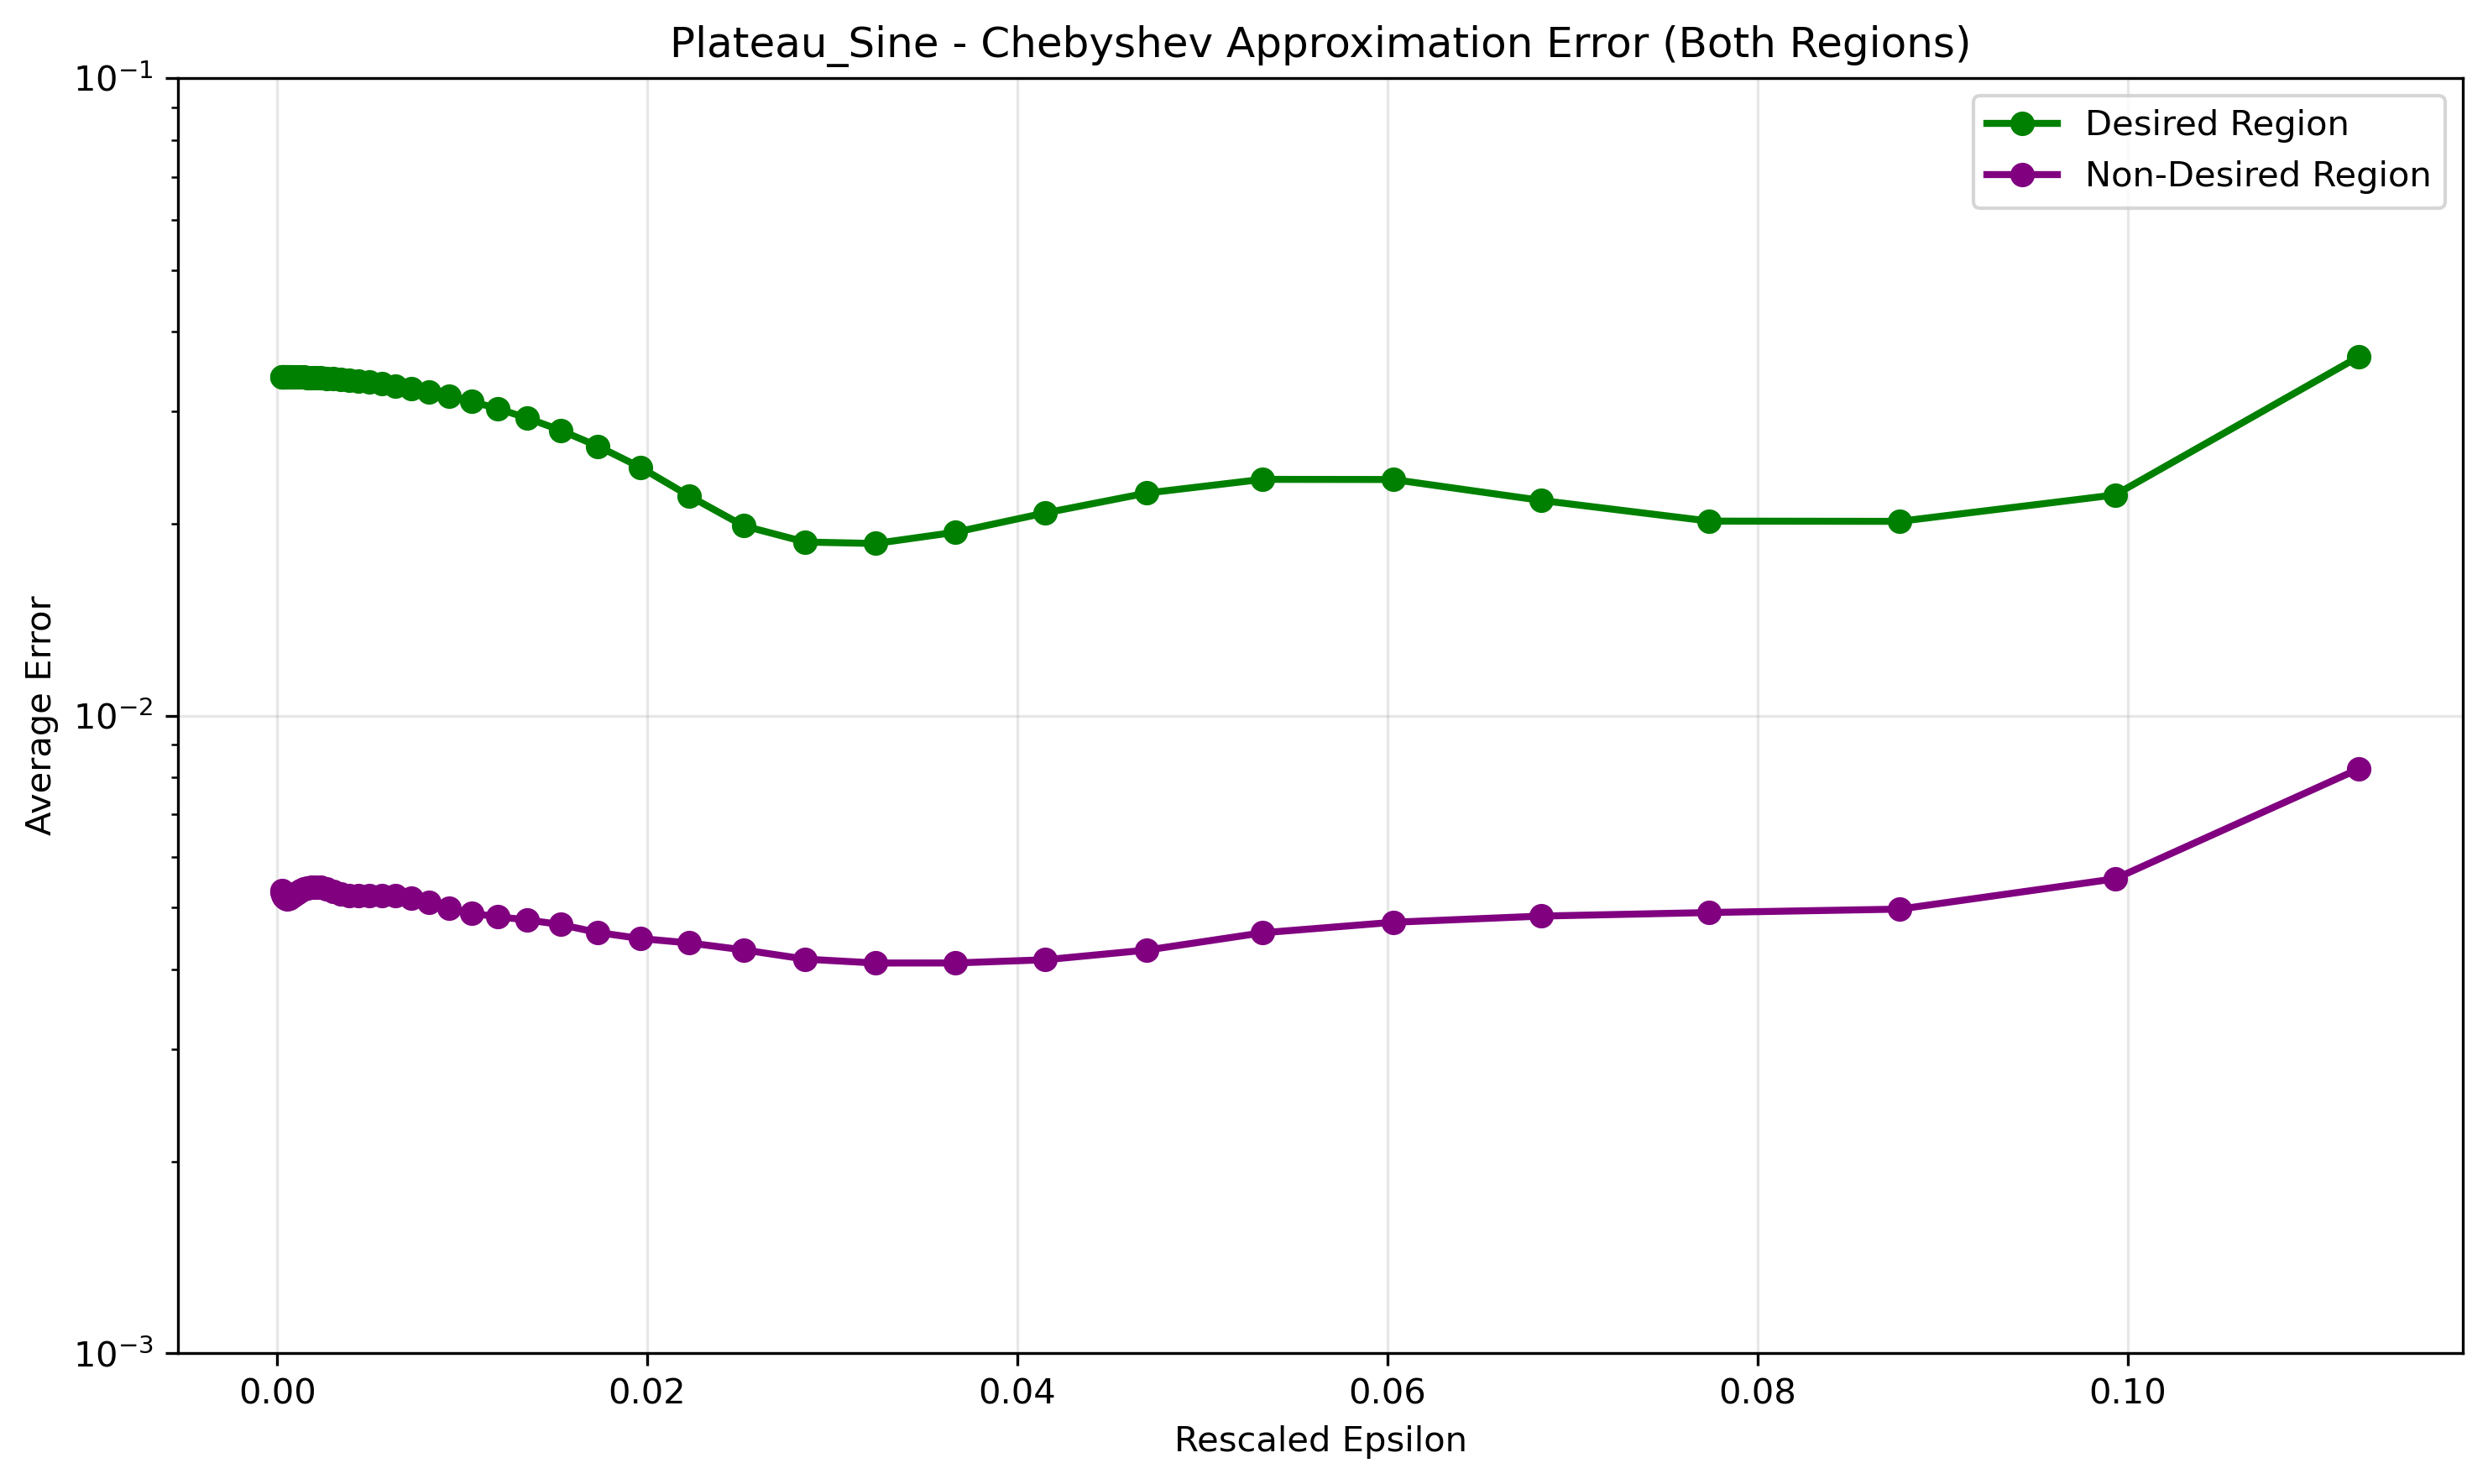 Plateau_Sine - Chebyshev Approximation Error (Both Regions)
Desired Region
Non-Desired Region
Average Error
10⁻¹
10⁻²
10⁻³
0.00 0.02 0.04 0.06 0.08 0.10
Rescaled Epsilon